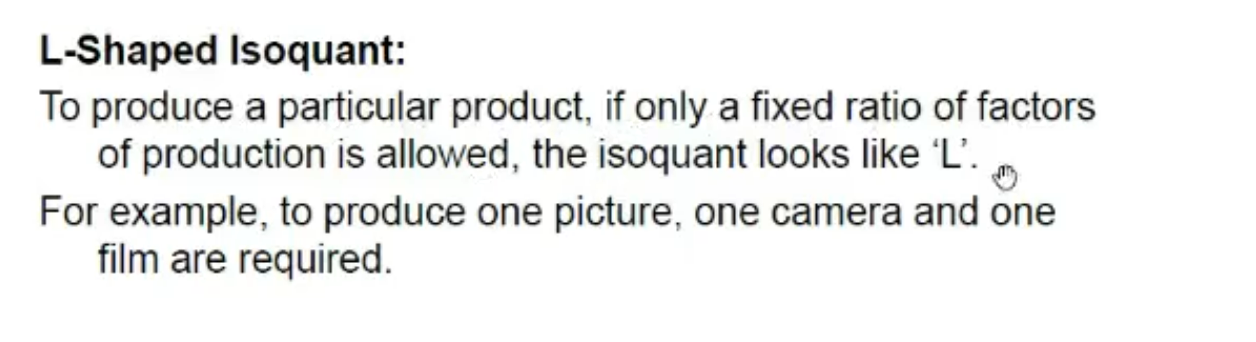 L-Shaped Isoquant:
To produce a particular product, if only a fixed ratio of factors
of production is allowed, the isoquant looks like ‘L’.
For example, to produce one picture, one camera and one
film are required.